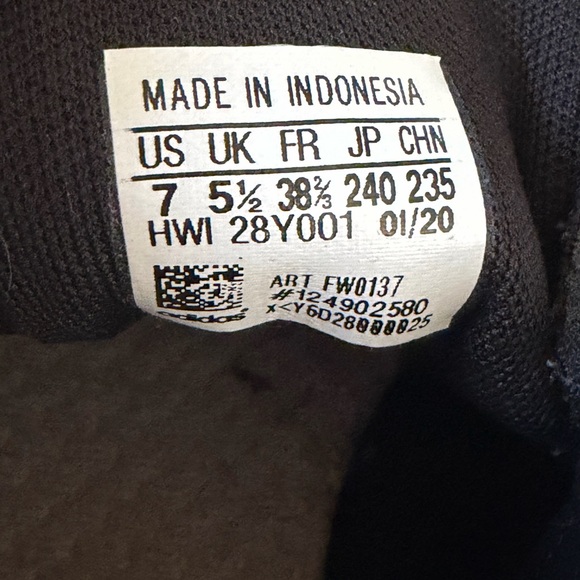 MADE IN INDONESIA
US UK FR JP CHN
7 5½ 38⅔ 240 235
HWI 28Y001 01/20
ART FW0137
#124902580
adidas